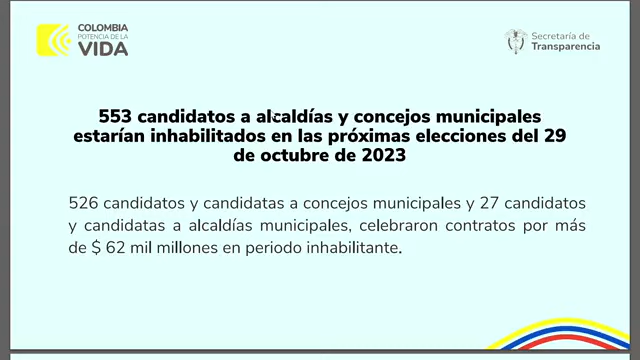 COLOMBIA
POTENCIA DE LA
VIDA
Secretaría de
Transparencia
553 candidatos a alcaldías y concejos municipales
estarían inhabilitados en las próximas elecciones del 29
de octubre de 2023
526 candidatos y candidatas a concejos municipales y 27 candidatos
y candidatas a alcaldías municipales, celebraron contratos por más
de $ 62 mil millones en periodo inhabilitante.